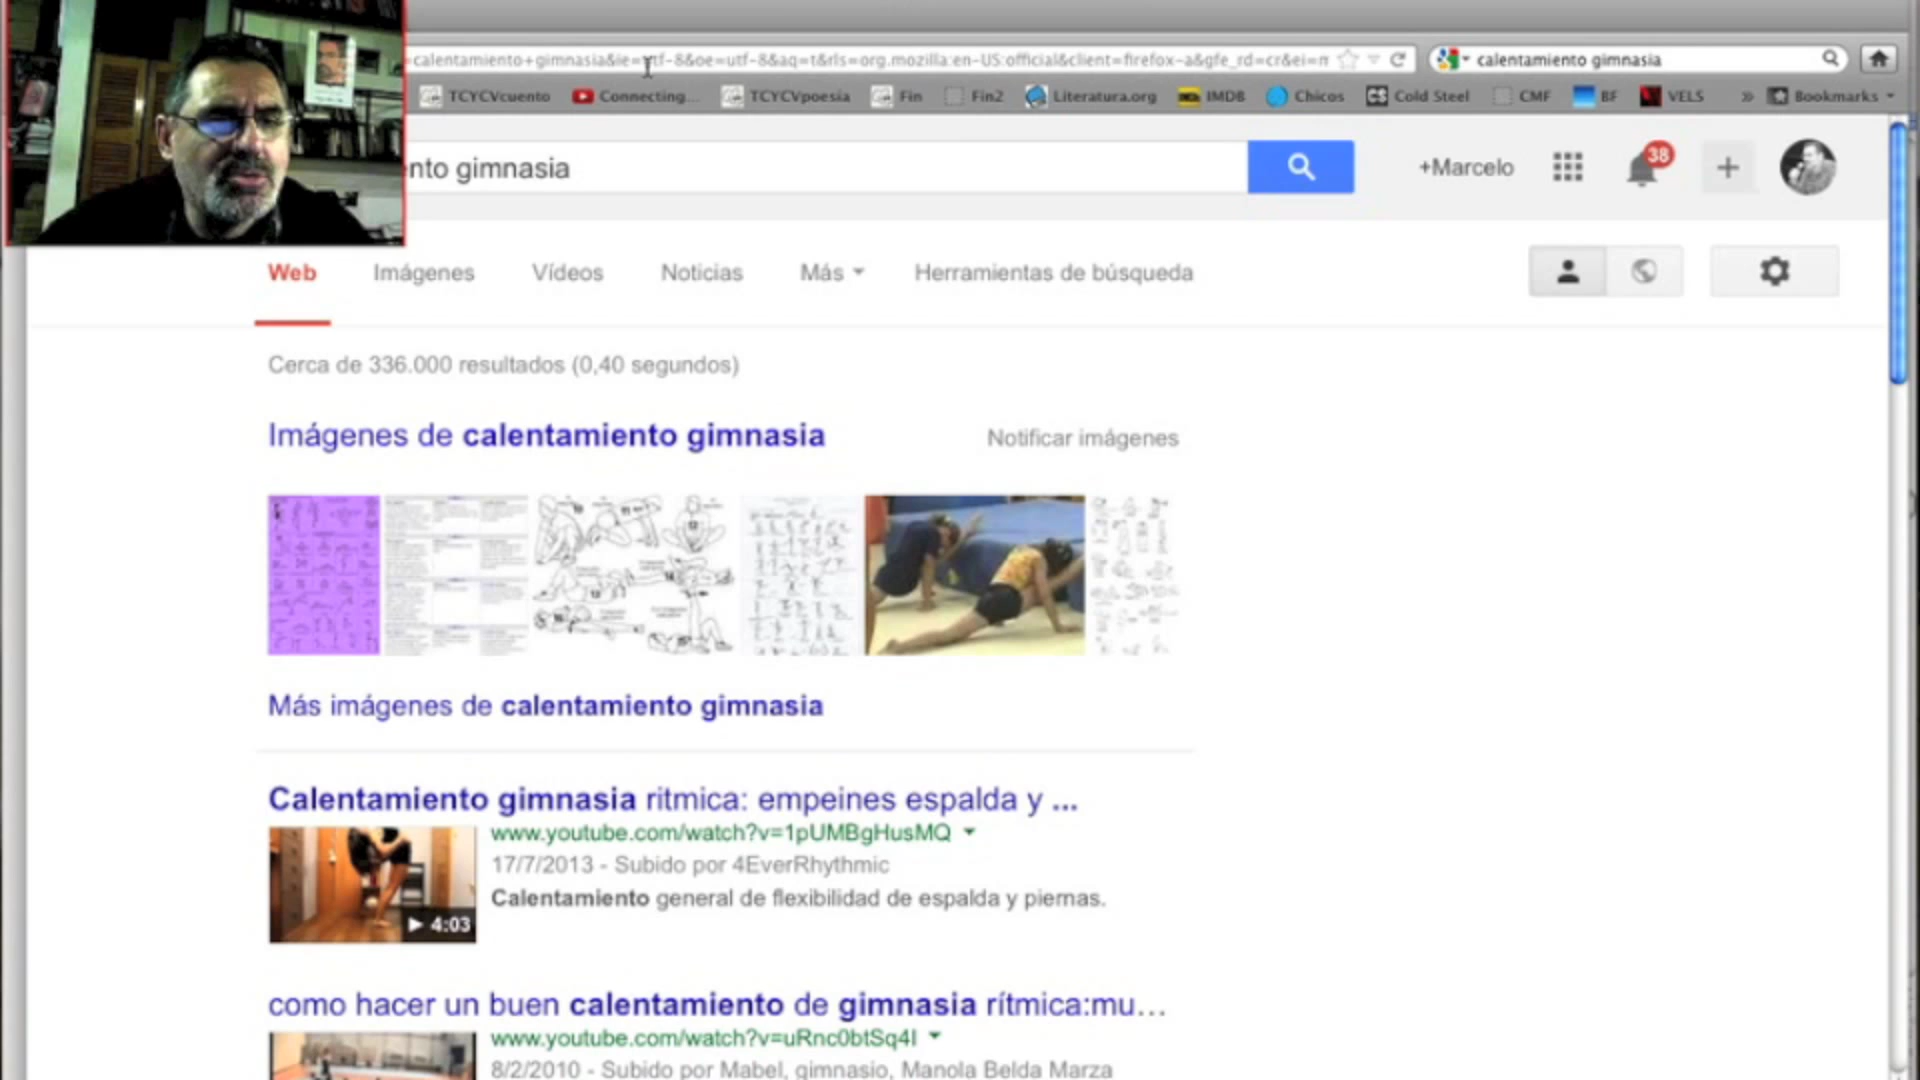 =calentamiento+gimnasia&ie=utf-8&oe=utf-8&aq=t&rls=org.mozilla:en-US:official&client=firefox-a&gfe_rd=cr&ei=
calentamiento gimnasia
TCYCVcuento Connecting... TCYCVpoesia Fin Fin2 Literatura.org IMDB Chicos Cold Steel CMF BF VELS » Bookmarks
nto gimnasia
+Marcelo 38
Web Imágenes Vídeos Noticias Más Herramientas de búsqueda
Cerca de 336.000 resultados (0,40 segundos)
Imágenes de calentamiento gimnasia Notificar imágenes
Más imágenes de calentamiento gimnasia
Calentamiento gimnasia ritmica: empeines espalda y ...
www.youtube.com/watch?v=1pUMBgHusMQ
17/7/2013 - Subido por 4EverRhythmic
Calentamiento general de flexibilidad de espalda y piernas.
4:03
como hacer un buen calentamiento de gimnasia rítmica:mu...
www.youtube.com/watch?v=uRnc0btSq4I
8/2/2010 - Subido por Mabel, gimnasio, Manola Belda Marza